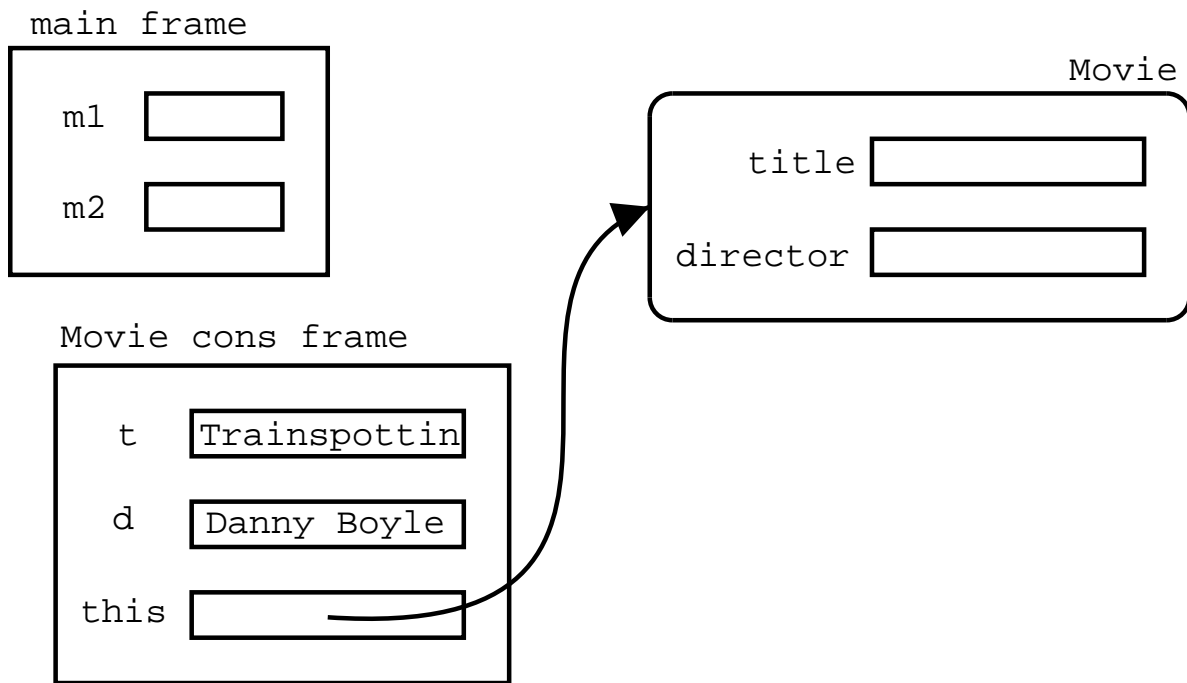 main frame
m1
m2
Movie
title
director
Movie cons frame
t Trainspottin
d Danny Boyle
this